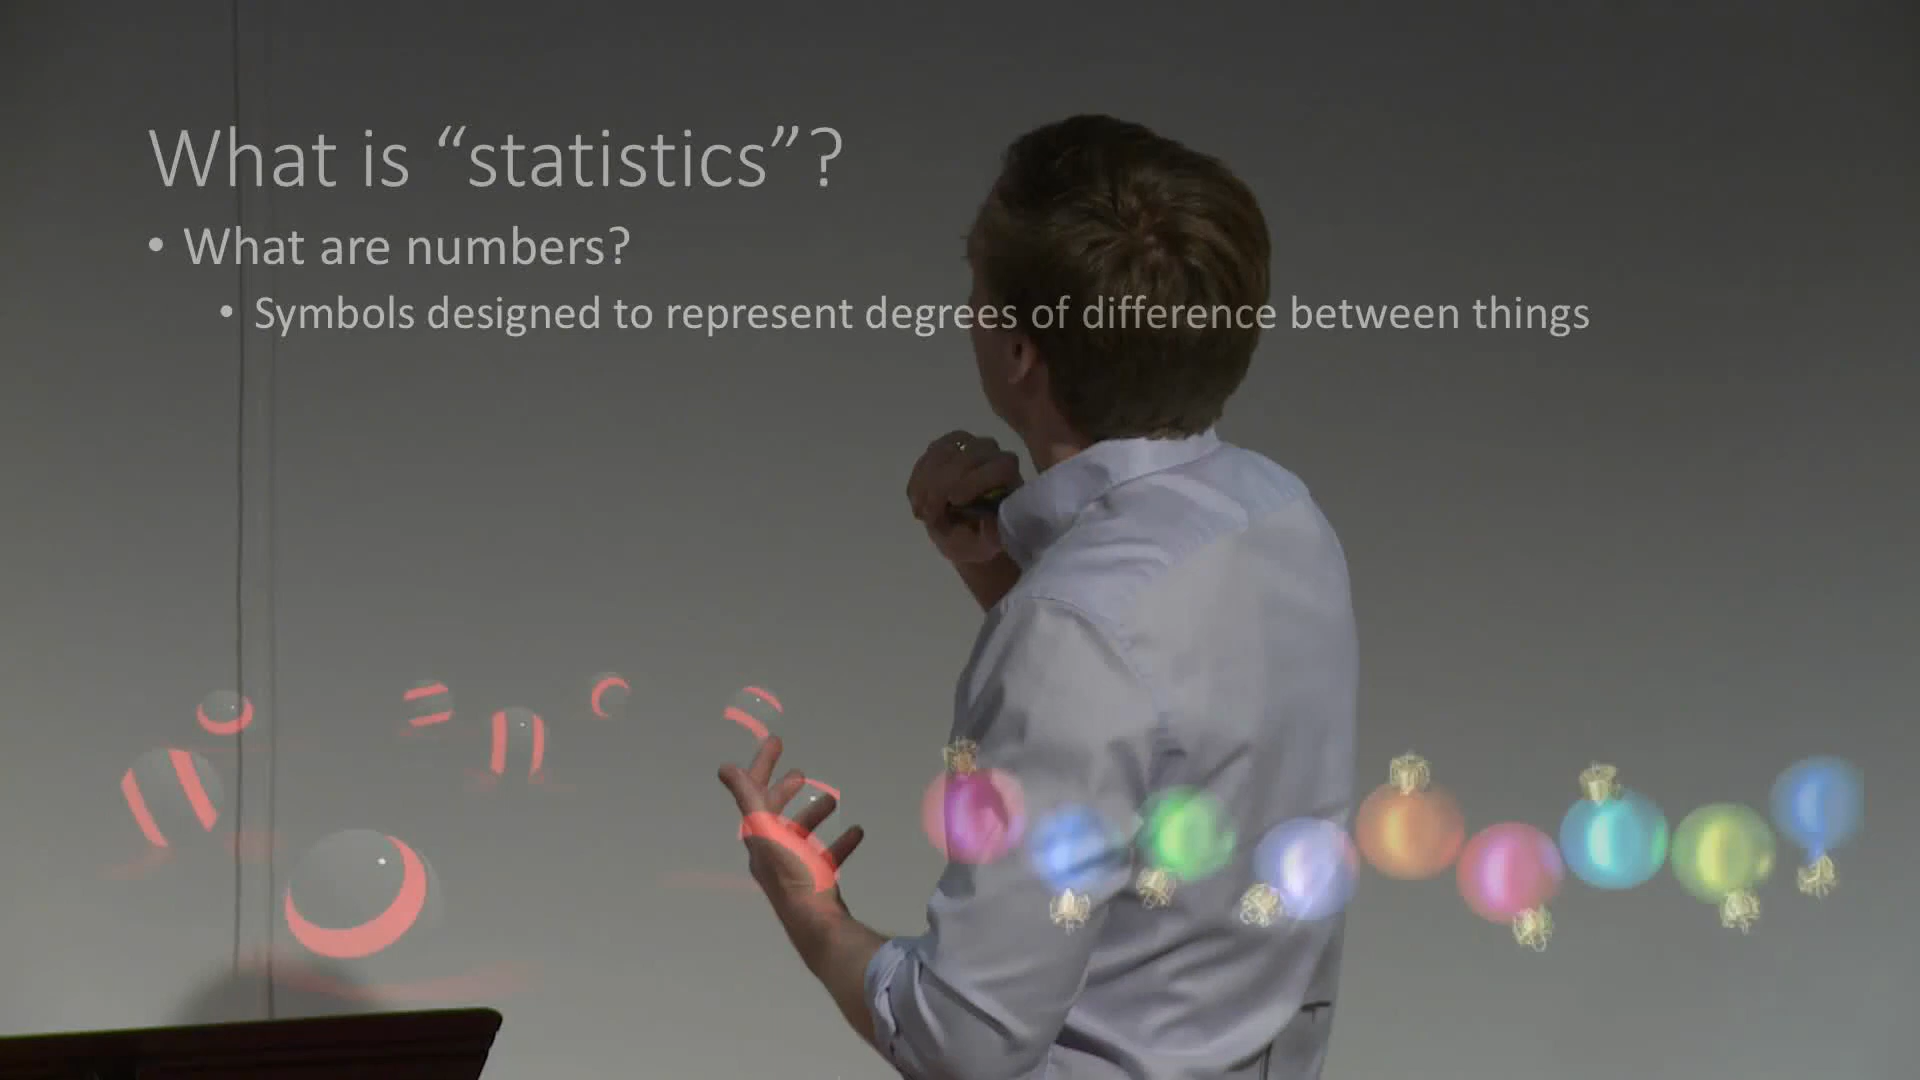 What is “statistics”?
• What are numbers?
• Symbols designed to represent degrees of difference between things